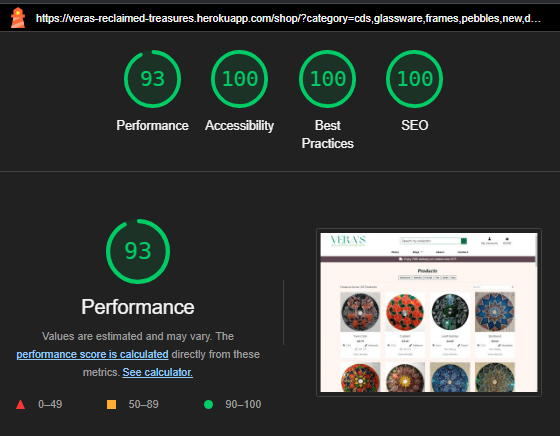 https://veras-reclaimed-treasures.herokuapp.com/shop/?category=cds,glassware,frames,pebbles,new,d...
93
100
100
100
Performance
Accessibility
Best
Practices
SEO
93
Performance
Values are estimated and may vary. The
performance score is calculated directly from these
metrics. See calculator.
0–49
50–89
90–100
VERA'S
Products